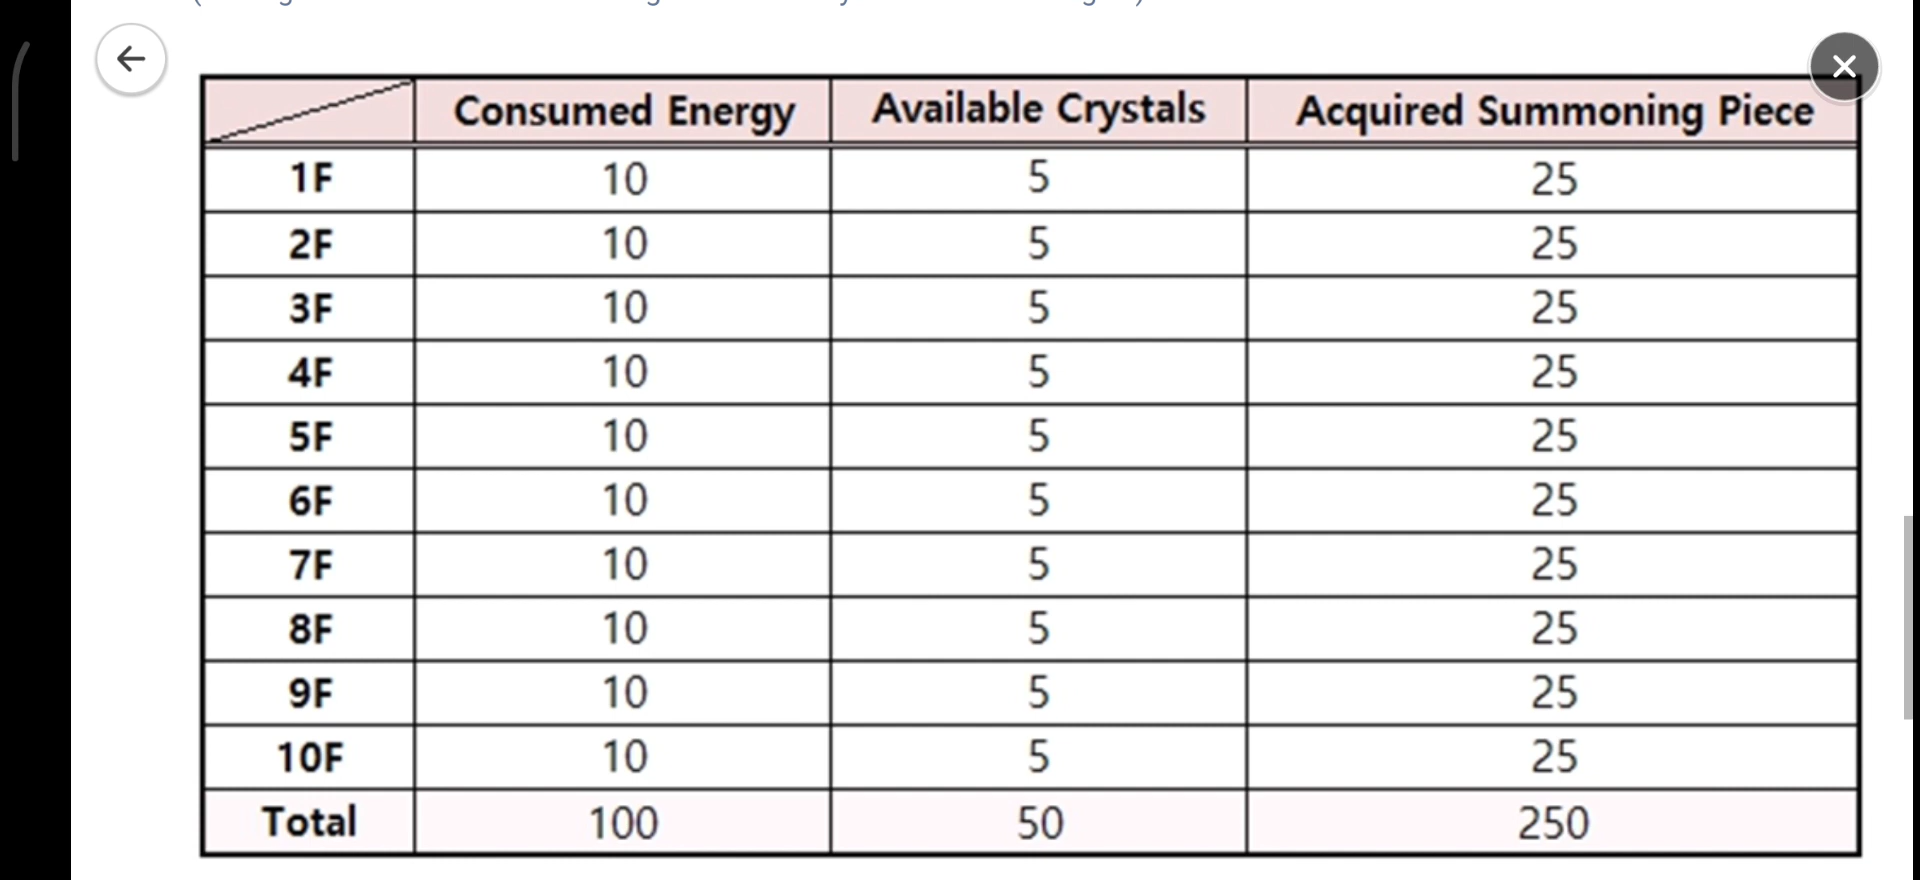 Consumed Energy Available Crystals Acquired Summoning Piece
1F 10 5 25
2F 10 5 25
3F 10 5 25
4F 10 5 25
5F 10 5 25
6F 10 5 25
7F 10 5 25
8F 10 5 25
9F 10 5 25
10F 10 5 25
Total 100 50 250